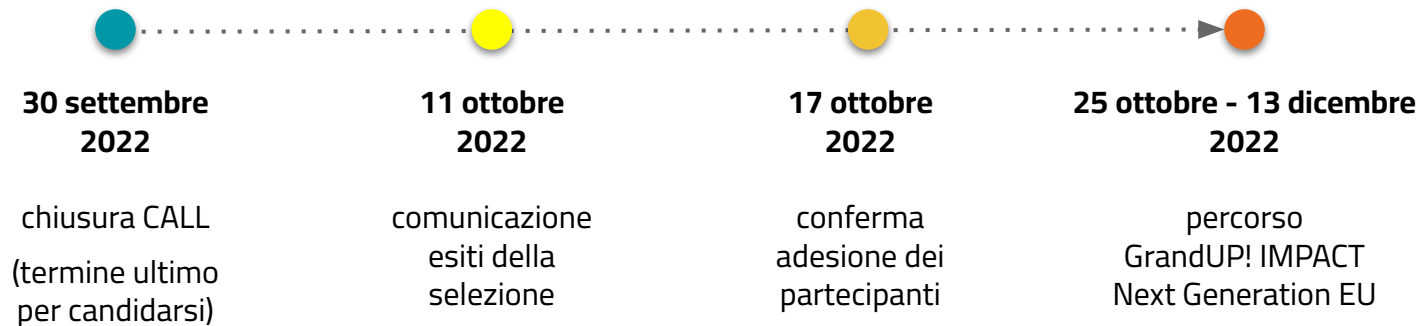 30 settembre
2022
chiusura CALL
(termine ultimo
per candidarsi)
11 ottobre
2022
comunicazione
esiti della
selezione
17 ottobre
2022
conferma
adesione dei
partecipanti
25 ottobre - 13 dicembre
2022
percorso
GrandUP! IMPACT
Next Generation EU